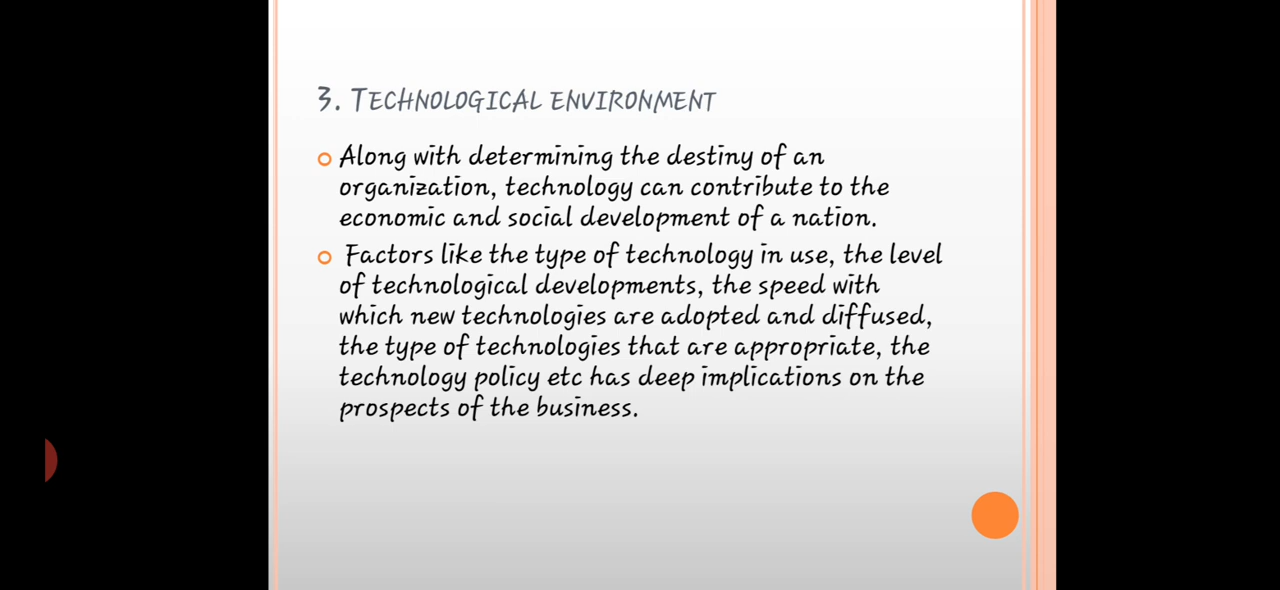 3. TECHNOLOGICAL ENVIRONMENT
Along with determining the destiny of an
organization, technology can contribute to the
economic and social development of a nation.
Factors like the type of technology in use, the level
of technological developments, the speed with
which new technologies are adopted and diffused,
the type of technologies that are appropriate, the
technology policy etc has deep implications on the
prospects of the business.